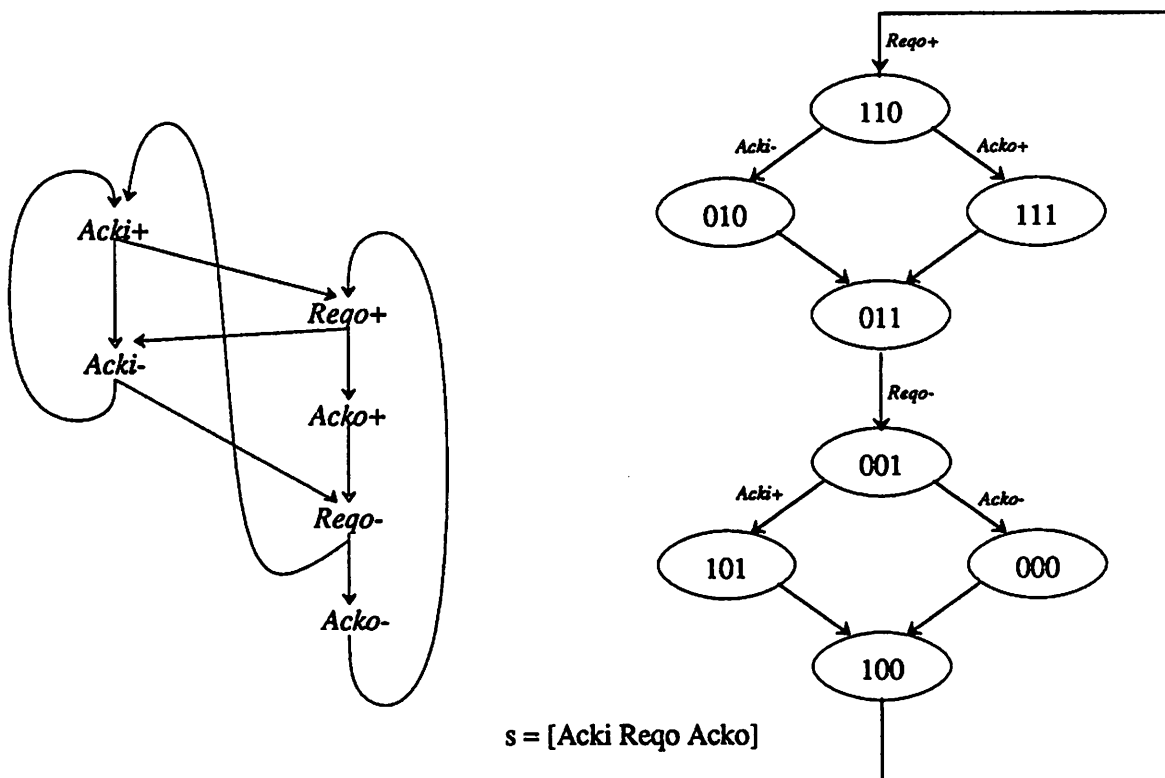 Acki+
Reqo+
Acki-
Acko+
Reqo-
Acko-
Reqo+
110
Acki-
Acko+
010
111
011
Reqo-
001
Acki+
Acko-
101
000
100
s = [Acki Reqo Acko]